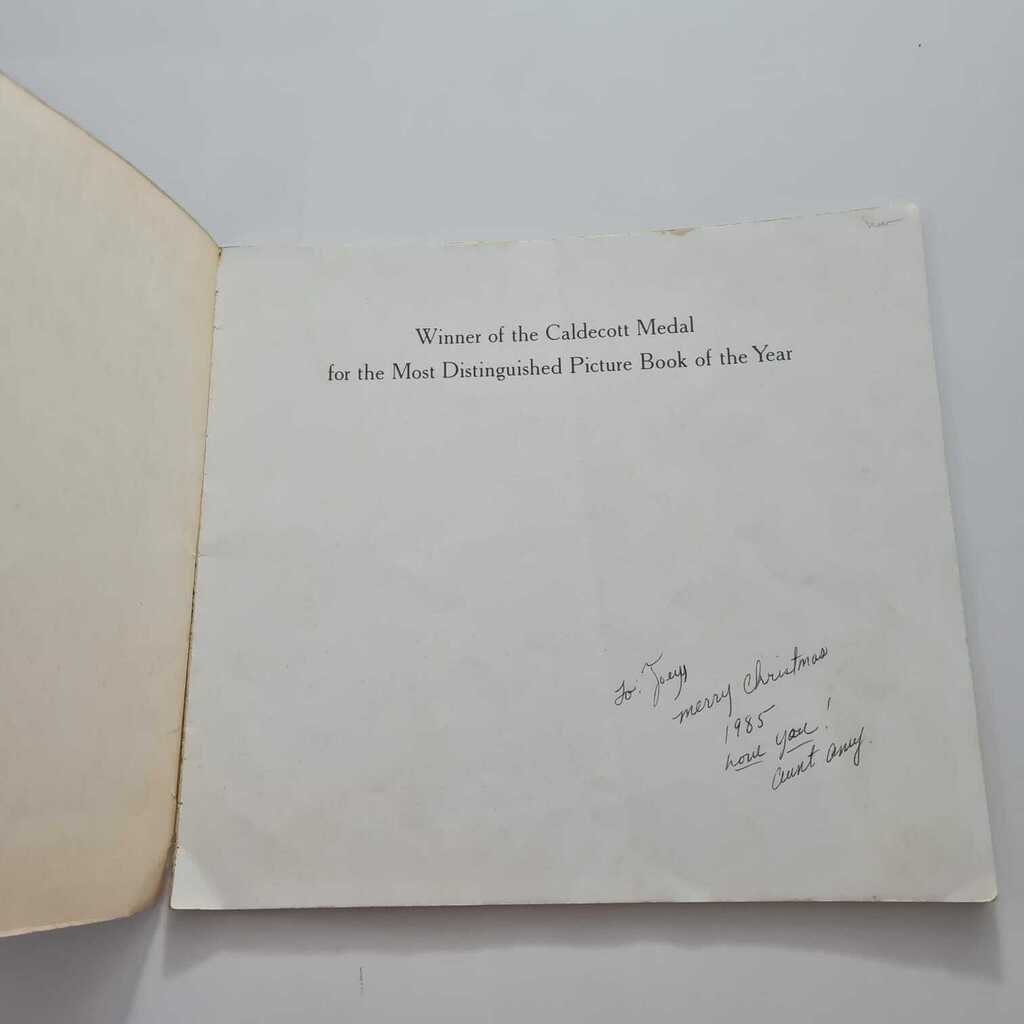 Winner of the Caldecott Medal
for the Most Distinguished Picture Book of the Year
To: Joey
merry Christmas
1985
Love you!
Aunt Amy.